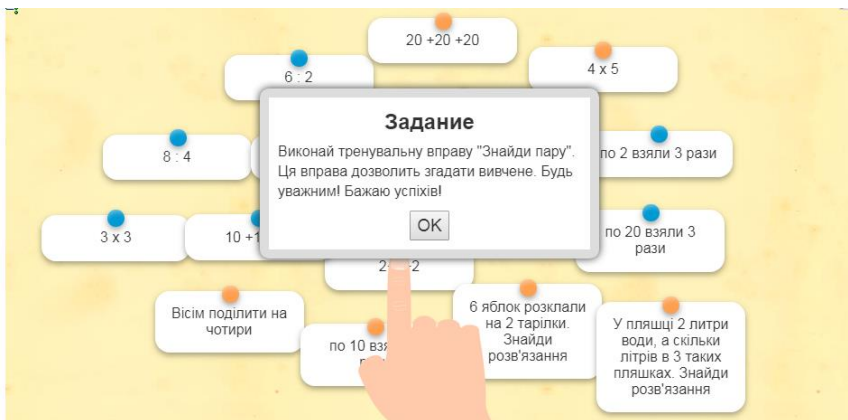 20 +20 +20
6 : 2
4 x 5
Задание
Виконай тренувальну вправу "Знайди пару".
Ця вправа дозволить згадати вивчене. Будь
уважним! Бажаю успіхів!
OK
8 : 4
по 2 взяли 3 рази
3 x 3
10 +1
по 20 взяли 3
рази
Вісім поділити на
чотири
по 10
6 яблок розклали
на 2 тарілки.
Знайди
розв'язання
У пляшці 2 литри
води, а скільки
літрів в 3 таких
пляшках. Знайди
розв'язання